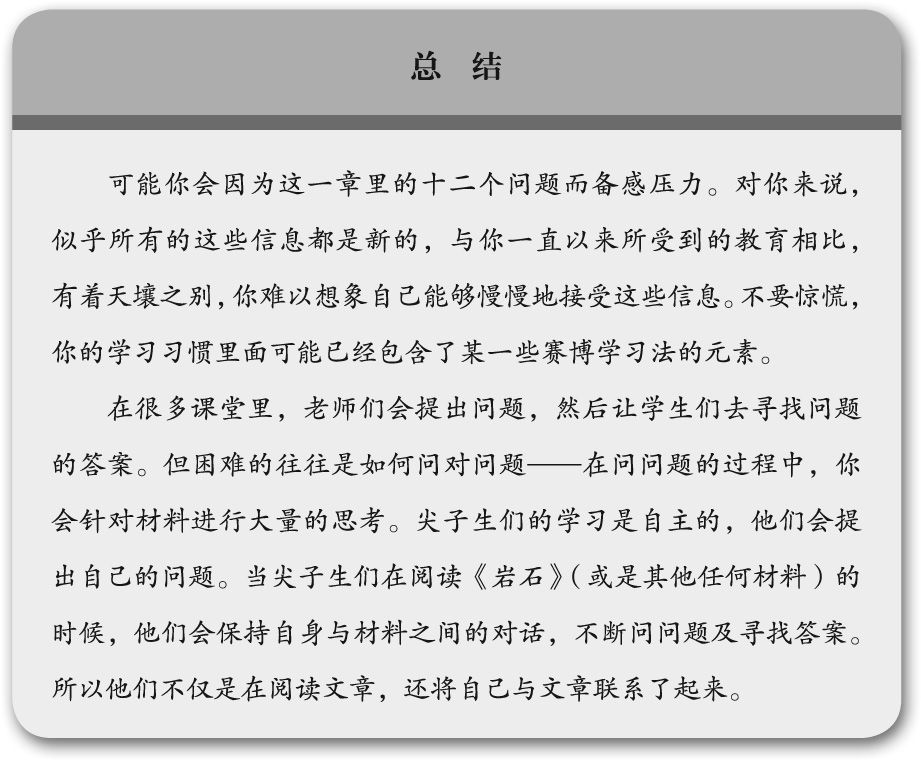 总 结
可能你会因为这一章里的十二个问题而备感压力。对你来说，
似乎所有的这些信息都是新的，与你一直以来所受到的教育相比，
有着天壤之别，你难以想象自己能够慢慢地接受这些信息。不要惊慌，
你的学习习惯里面可能已经包含了某一些赛博学习法的元素。
在很多课堂里，老师们会提出问题，然后让学生们去寻找问题
的答案。但困难的往往是如何问对问题——在问问题的过程中，你
会针对材料进行大量的思考。尖子生们的学习是自主的，他们会提
出自己的问题。当尖子生们在阅读《岩石》（或是其他任何材料）的
时候，他们会保持自身与材料之间的对话，不断问问题及寻找答案。
所以他们不仅是在阅读文章，还将自己与文章联系了起来。